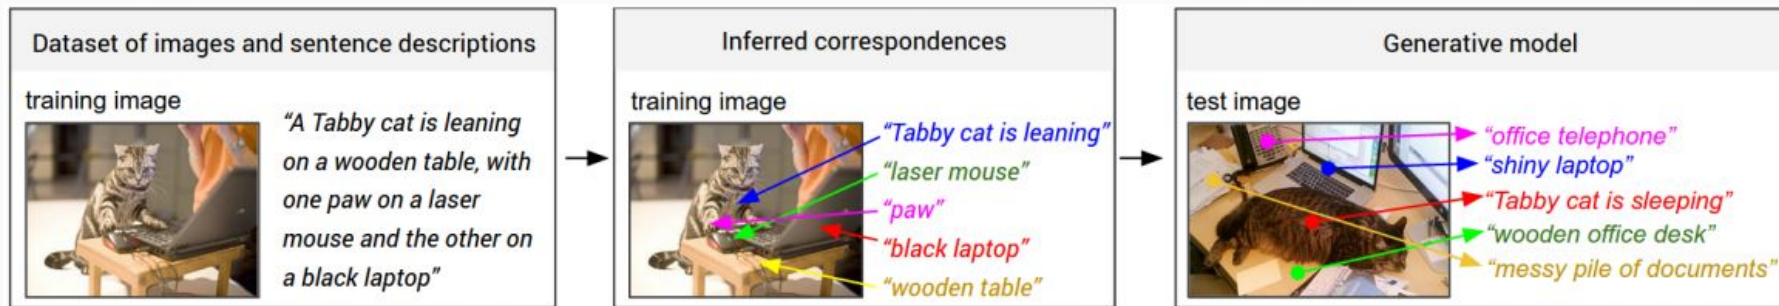 Dataset of images and sentence descriptions
training image
“A Tabby cat is leaning
on a wooden table, with
one paw on a laser
mouse and the other on
a black laptop”
Inferred correspondences
training image
“Tabby cat is leaning”
“laser mouse”
“paw”
“black laptop”
“wooden table”
Generative model
test image
“office telephone”
“shiny laptop”
“Tabby cat is sleeping”
“wooden office desk”
“messy pile of documents”